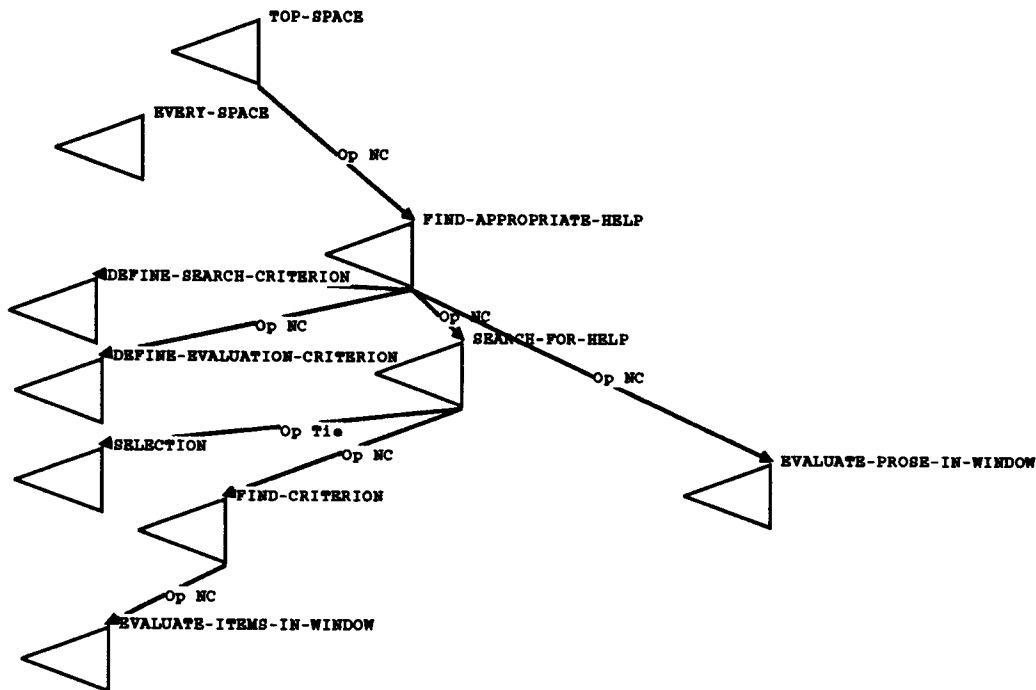 TOP-SPACE
EVERY-SPACE
Op NC
FIND-APPROPRIATE-HELP
DEFINE-SEARCH-CRITERION
Op NC
Op NC
SEARCH-FOR-HELP
DEFINE-EVALUATION-CRITERION
Op NC
Op Tie
SELECTION
Op NC
EVALUATE-PROSE-IN-WINDOW
FIND-CRITERION
Op NC
EVALUATE-ITEMS-IN-WINDOW